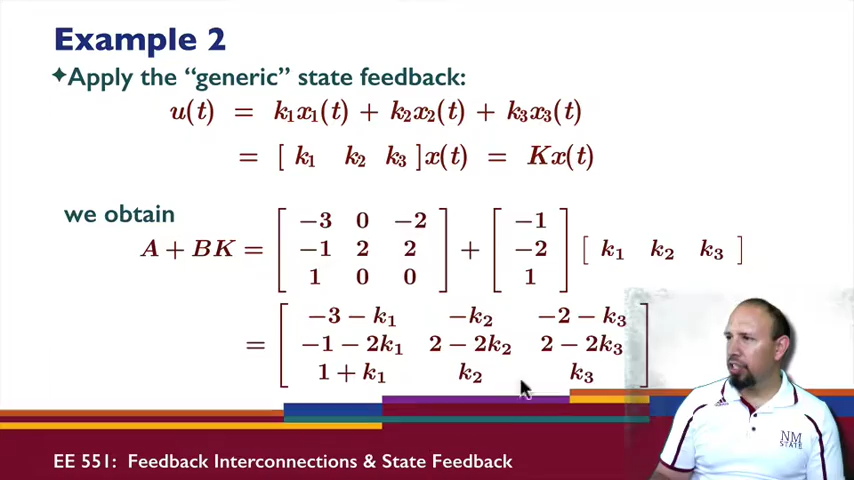 Example 2
✦Apply the “generic” state feedback:
u(t) = k₁x₁(t) + k₂x₂(t) + k₃x₃(t)
= [ k₁ k₂ k₃ ]x(t) = Kx(t)
we obtain
A + BK = [ −3 0 −2 ; −1 2 2 ; 1 0 0 ] + [ −1 ; −2 ; 1 ] [ k₁ k₂ k₃ ]
= [ −3 − k₁ −k₂ −2 − k₃ ; −1 − 2k₁ 2 − 2k₂ 2 − 2k₃ ; 1 + k₁ k₂ k₃ ]
NM
STATE
EE 551: Feedback Interconnections & State Feedback